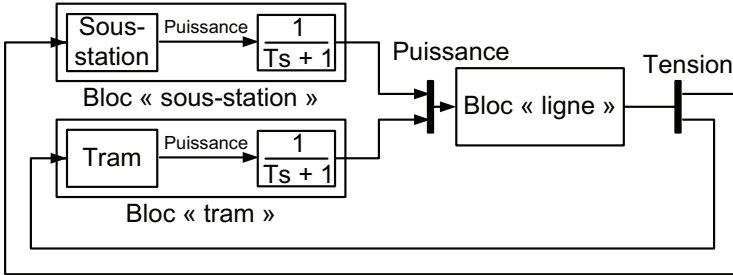 Sous-
station
Puissance
1
Ts + 1
Bloc « sous-station »
Puissance
Bloc « ligne »
Tension
Tram
Puissance
1
Ts + 1
Bloc « tram »